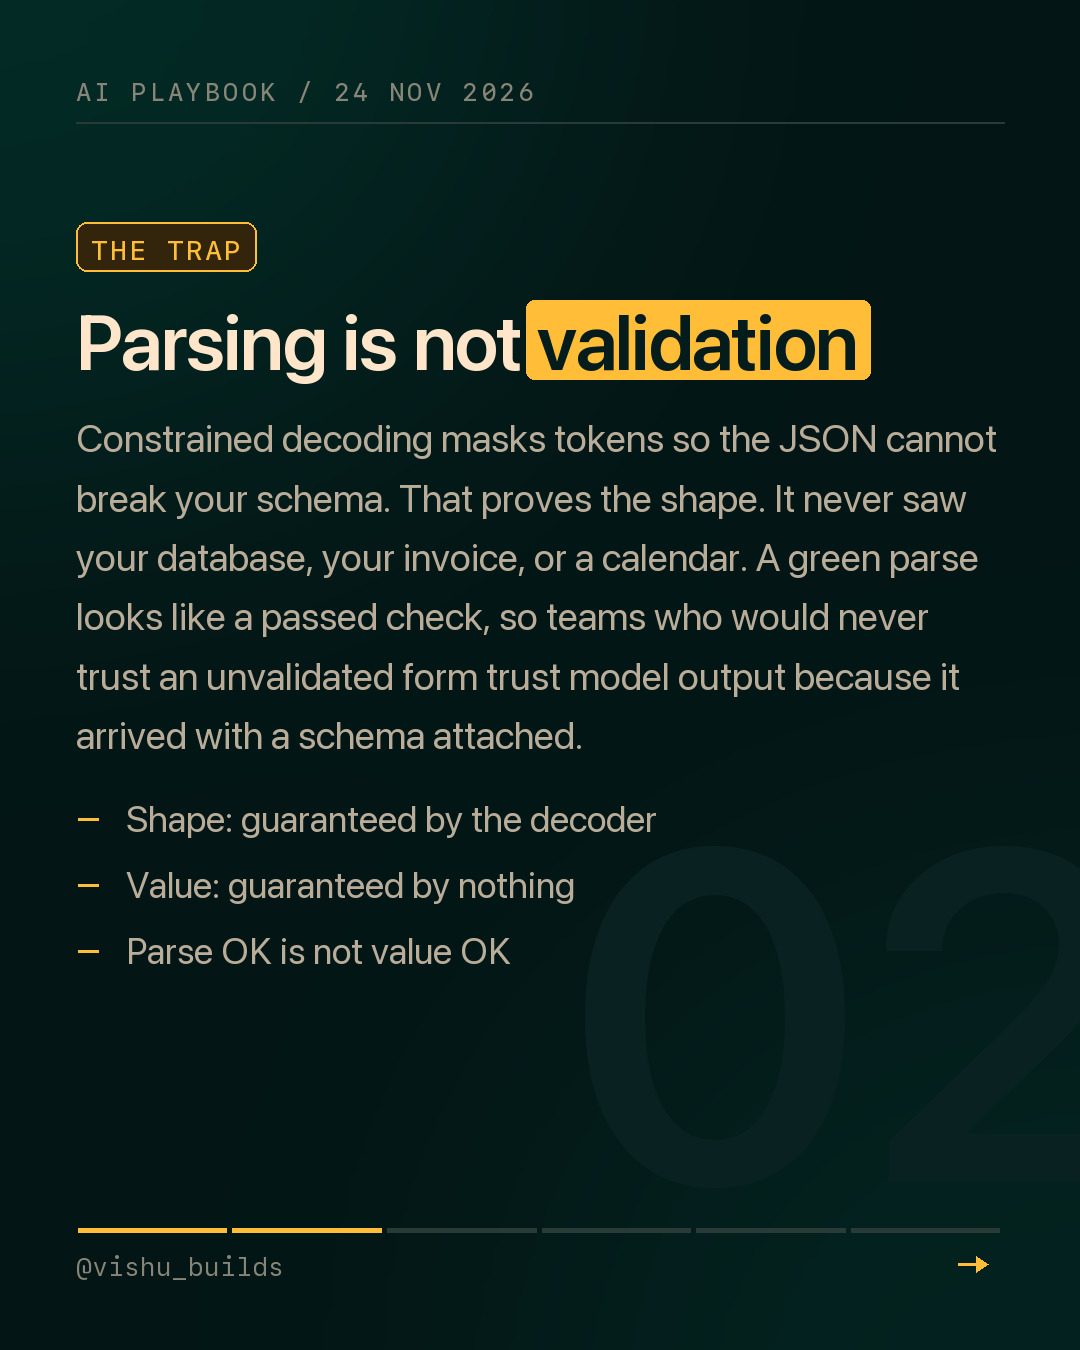 AI PLAYBOOK / 24 NOV 2026
THE TRAP
Parsing is not validation
Constrained decoding masks tokens so the JSON cannot
break your schema. That proves the shape. It never saw
your database, your invoice, or a calendar. A green parse
looks like a passed check, so teams who would never
trust an unvalidated form trust model output because it
arrived with a schema attached.
– Shape: guaranteed by the decoder
– Value: guaranteed by nothing
– Parse OK is not value OK
02
@vishu_builds